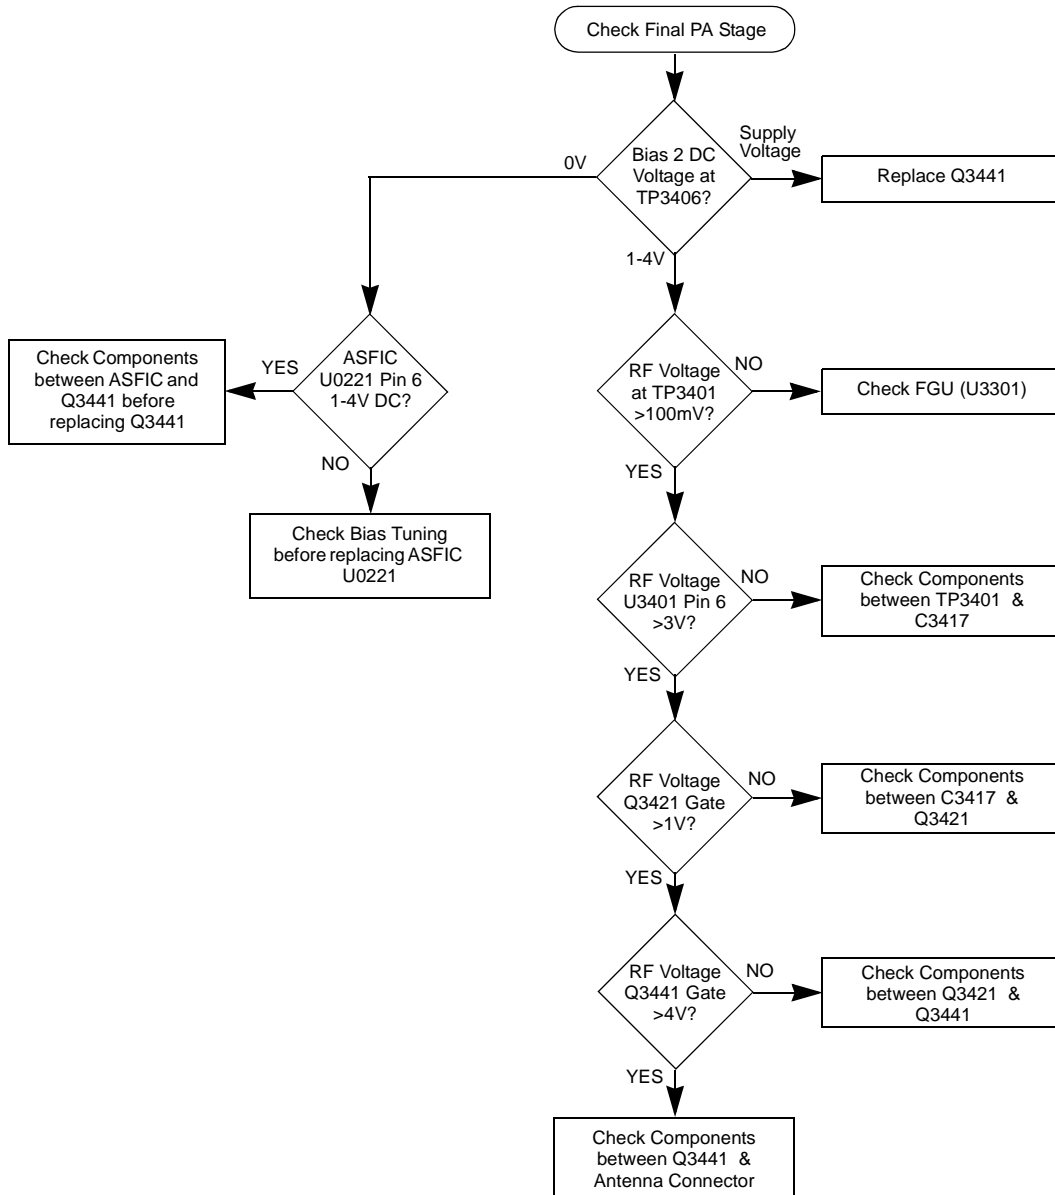 Check Final PA Stage
Bias 2 DC
Voltage at
TP3406?
0V
Supply
Voltage
Replace Q3441
1-4V
ASFIC
U0221 Pin 6
1-4V DC?
YES
Check Components
between ASFIC and
Q3441 before
replacing Q3441
NO
Check Bias Tuning
before replacing ASFIC
U0221
RF Voltage
at TP3401
>100mV?
NO
Check FGU (U3301)
YES
RF Voltage
U3401 Pin 6
>3V?
NO
Check Components
between TP3401 &
C3417
YES
RF Voltage
Q3421 Gate
>1V?
NO
Check Components
between C3417 &
Q3421
YES
RF Voltage
Q3441 Gate
>4V?
NO
Check Components
between Q3421 &
Q3441
YES
Check Components
between Q3441 &
Antenna Connector